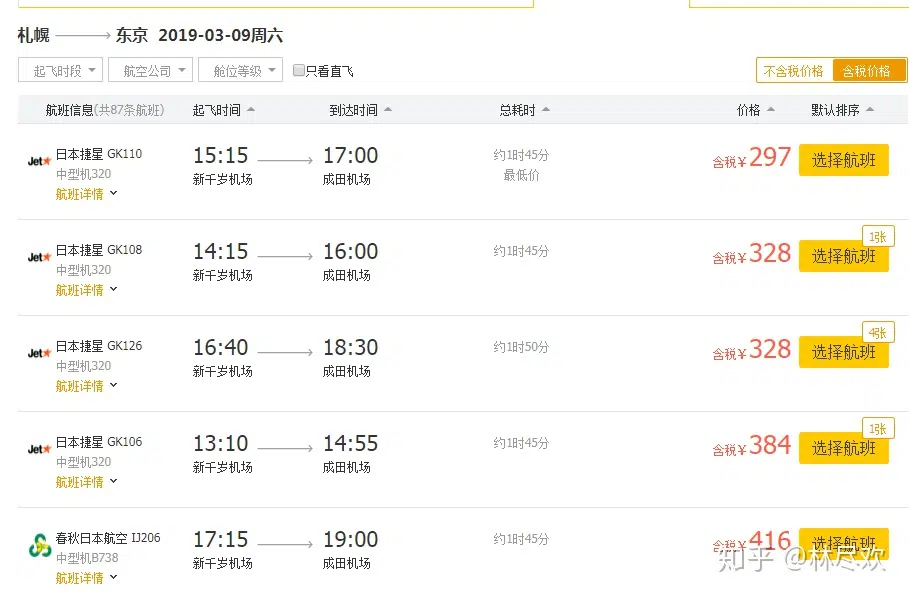 札幌 东京 2019-03-09周六
起飞时段 航空公司 舱位等级 只看直飞 不含税价格 含税价格
航班信息(共87条航班) 起飞时间 到达时间 总耗时 价格 默认排序
Jet 日本捷星 GK110 15:15 17:00 约1时45分 含税¥297 选择航班
中型机320 新千岁机场 成田机场 最低价
航班详情
1张
Jet 日本捷星 GK108 14:15 16:00 约1时45分 含税¥328 选择航班
中型机320 新千岁机场 成田机场
航班详情
4张
Jet 日本捷星 GK126 16:40 18:30 约1时50分 含税¥328 选择航班
中型机320 新千岁机场 成田机场
航班详情
1张
Jet 日本捷星 GK106 13:10 14:55 约1时45分 含税¥384 选择航班
中型机320 新千岁机场 成田机场
航班详情
春秋日本航空 IJ206 17:15 19:00 约1时45分 含税¥416 选择航班
中型机B738 新千岁机场 成田机场
航班详情
知乎 @林尽欢